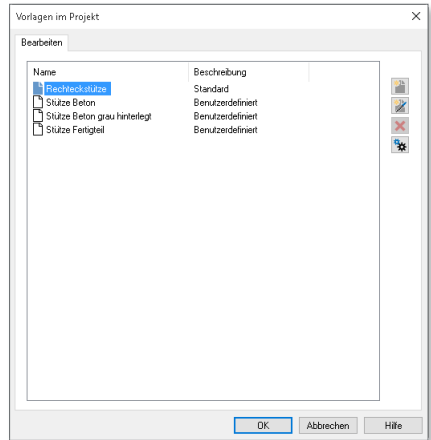 Vorlagen im Projekt
Bearbeiten
Name Beschreibung
Rechteckstütze Standard
Stütze Beton Benutzerdefiniert
Stütze Beton grau hinterlegt Benutzerdefiniert
Stütze Fertigteil Benutzerdefiniert
OK Abbrechen Hilfe